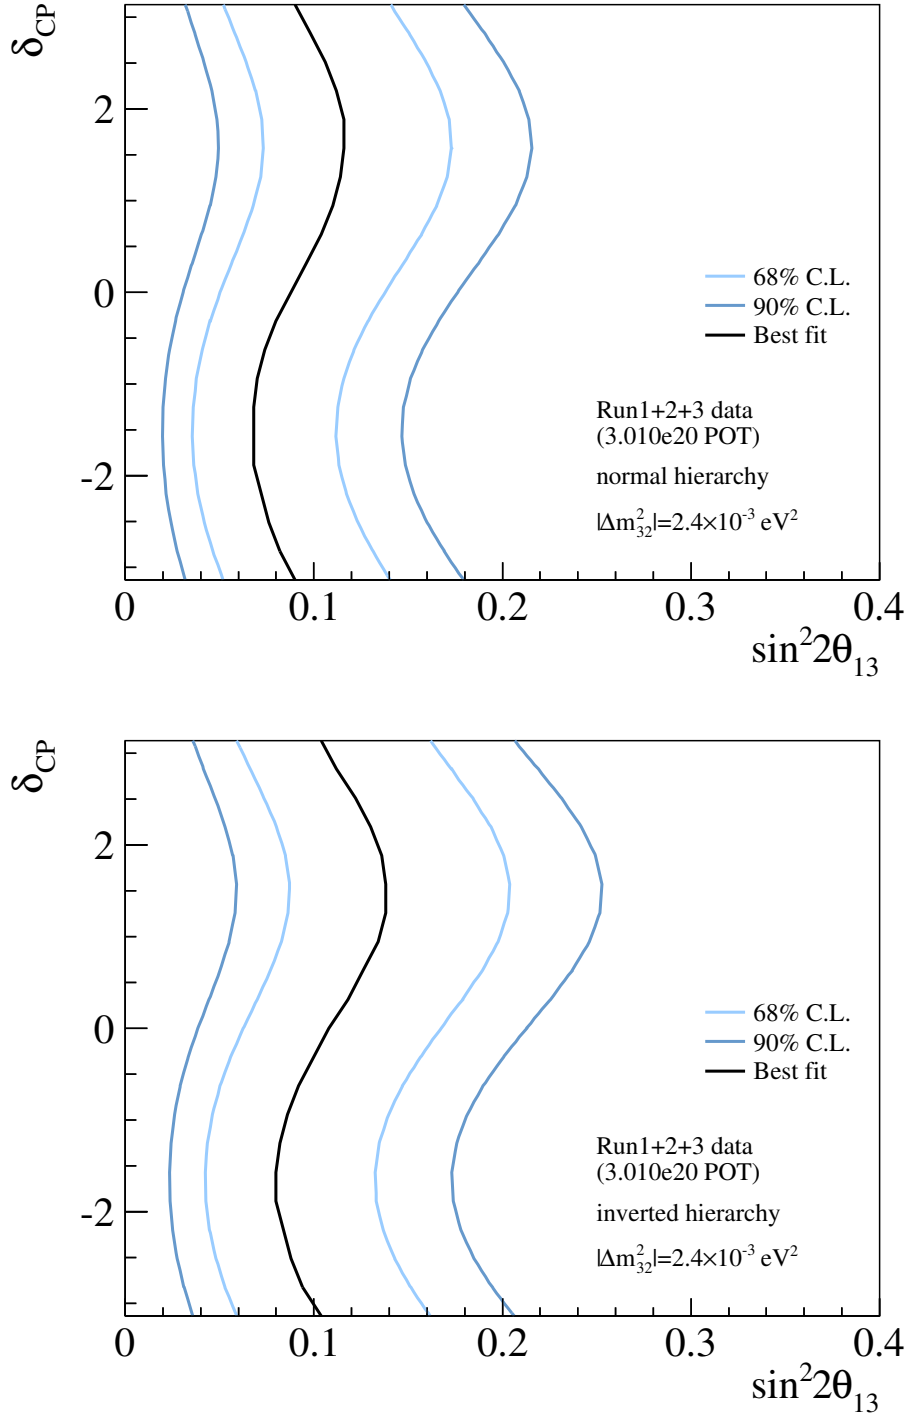 δCP
2
0
-2
68% C.L.
90% C.L.
Best fit
Run1+2+3 data
(3.010e20 POT)
normal hierarchy
|Δm²₃₂|=2.4×10⁻³ eV²
0 0.1 0.2 0.3 0.4
sin²2θ₁₃
δCP
2
0
-2
68% C.L.
90% C.L.
Best fit
Run1+2+3 data
(3.010e20 POT)
inverted hierarchy
|Δm²₃₂|=2.4×10⁻³ eV²
0 0.1 0.2 0.3 0.4
sin²2θ₁₃